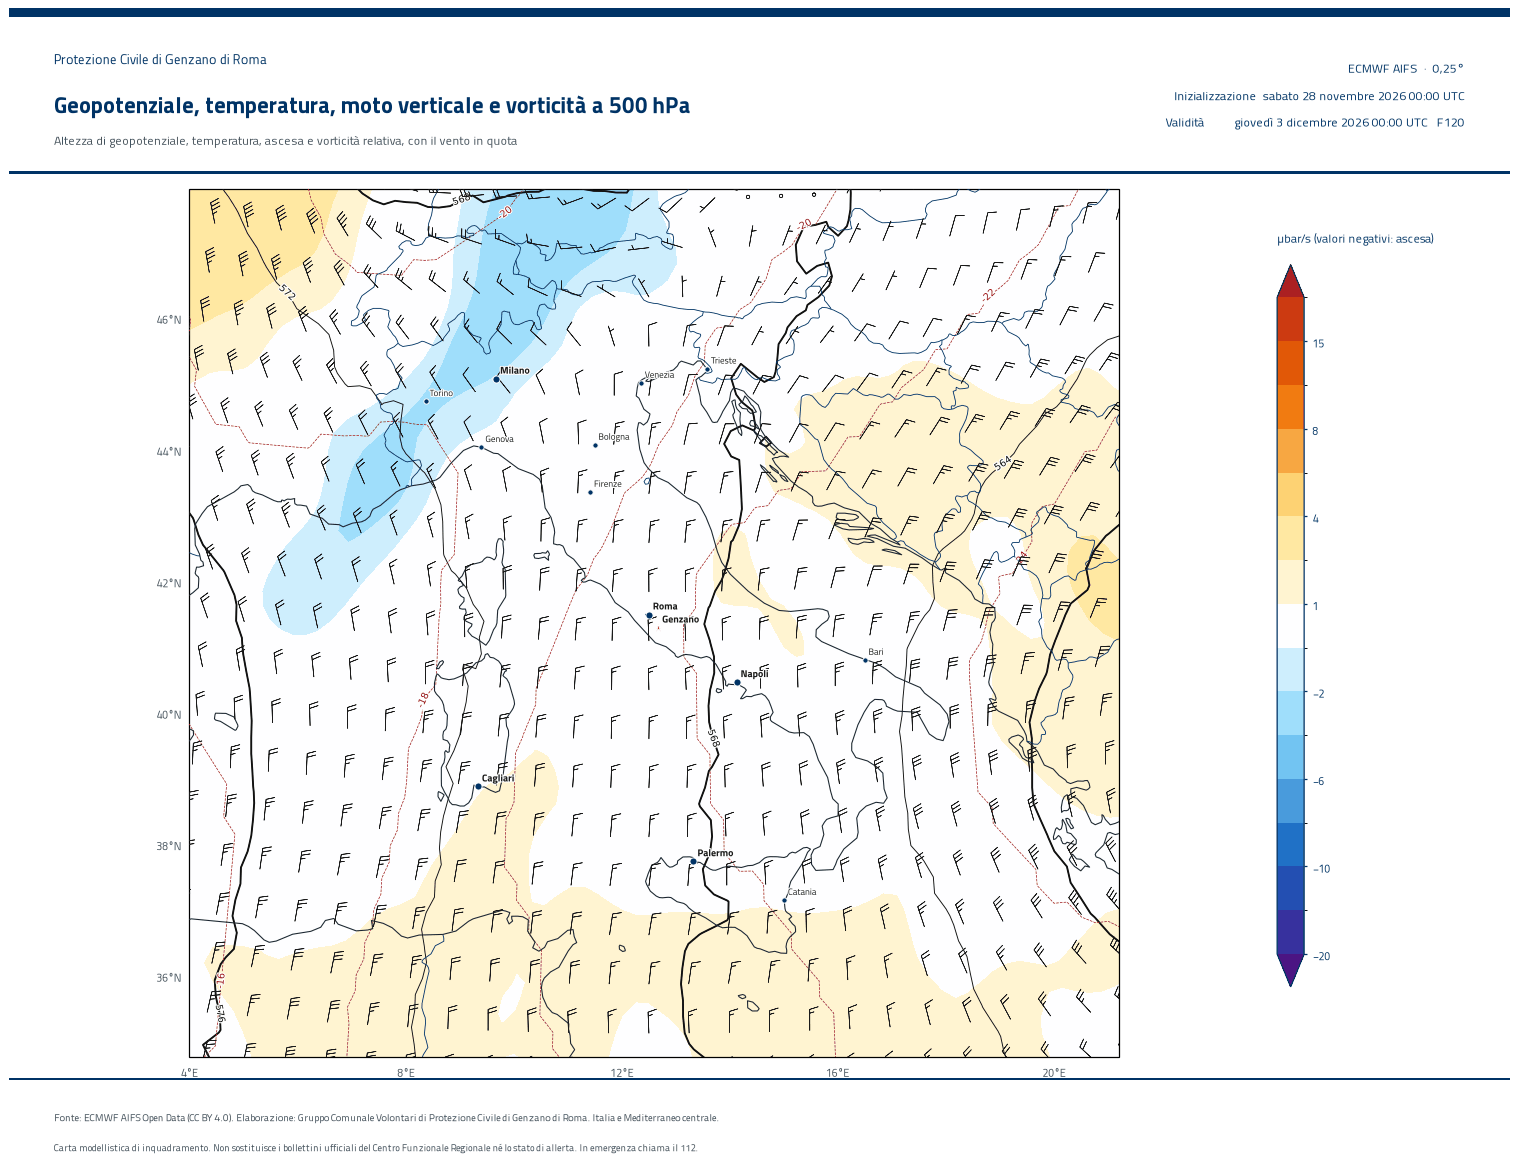 Protezione Civile di Genzano di Roma
ECMWF AIFS · 0,25°
Geopotenziale, temperatura, moto verticale e vorticità a 500 hPa
Inizializzazione sabato 28 novembre 2026 00:00 UTC
Validità giovedì 3 dicembre 2026 00:00 UTC F120
Altezza di geopotenziale, temperatura, ascesa e vorticità relativa, con il vento in quota
µbar/s (valori negativi: ascesa)
568
-20
-20
572
-22
46°N
15
Trieste
Milano
Venezia
Torino
8
Genova
Bologna
44°N
564
Firenze
4
-24
42°N
1
Roma
Genzano
Bari
Napoli
-18
−2
40°N
568
Cagliari
−6
38°N
Palermo
−10
Catania
36°N
-16
−20
576
4°E
8°E
12°E
16°E
20°E
Fonte: ECMWF AIFS Open Data (CC BY 4.0). Elaborazione: Gruppo Comunale Volontari di Protezione Civile di Genzano di Roma. Italia e Mediterraneo centrale.
Carta modellistica di inquadramento. Non sostituisce i bollettini ufficiali del Centro Funzionale Regionale né lo stato di allerta. In emergenza chiama il 112.